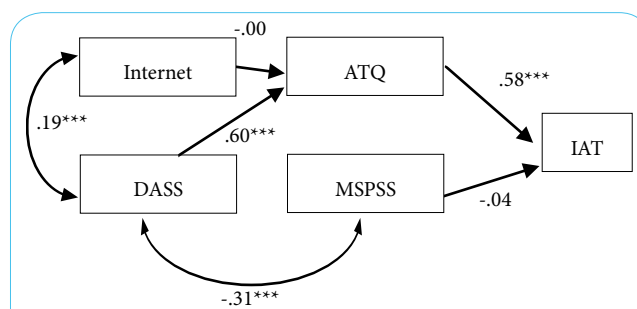 -.00
Internet
ATQ
.58***
.19***
.60***
IAT
DASS
MSPSS
-.04
-.31***